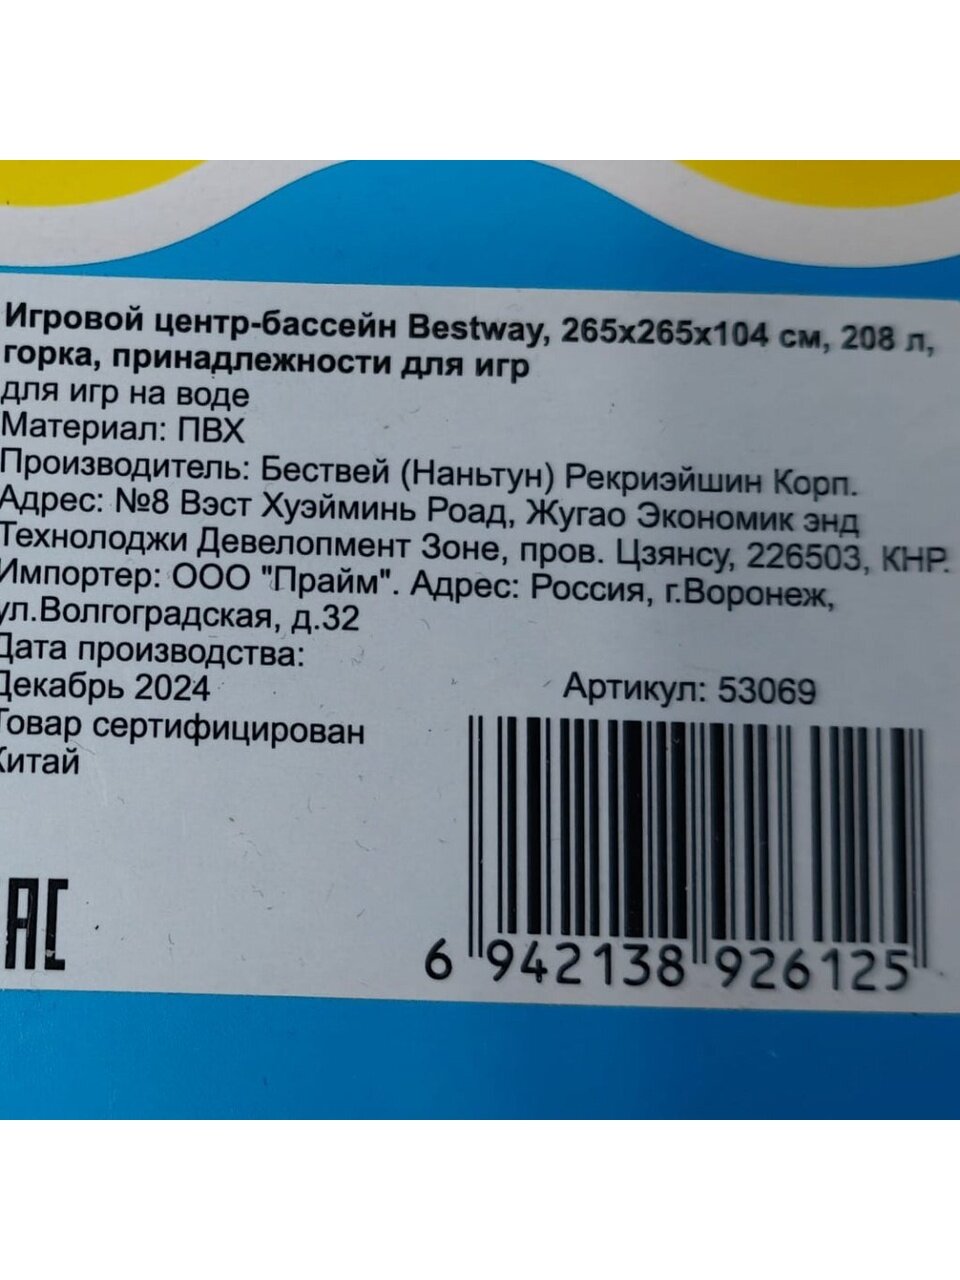 Игровой центр-бассейн Bestway, 265x265x104 см, 208 л,
горка, принадлежности для игр
для игр на воде
Материал: ПВХ
Производитель: Бествей (Наньтун) Рекриэйшин Корп.
Адрес: №8 Вэст Хуэйминь Роад, Жугао Экономик энд
Технолоджи Девелопмент Зоне, пров. Цзянсу, 226503, КНР.
Импортер: ООО "Прайм". Адрес: Россия, г.Воронеж,
ул.Волгоградская, д.32
Дата производства:
Декабрь 2024
Артикул: 53069
Товар сертифицирован
Китай
EAC
6 942138 926125